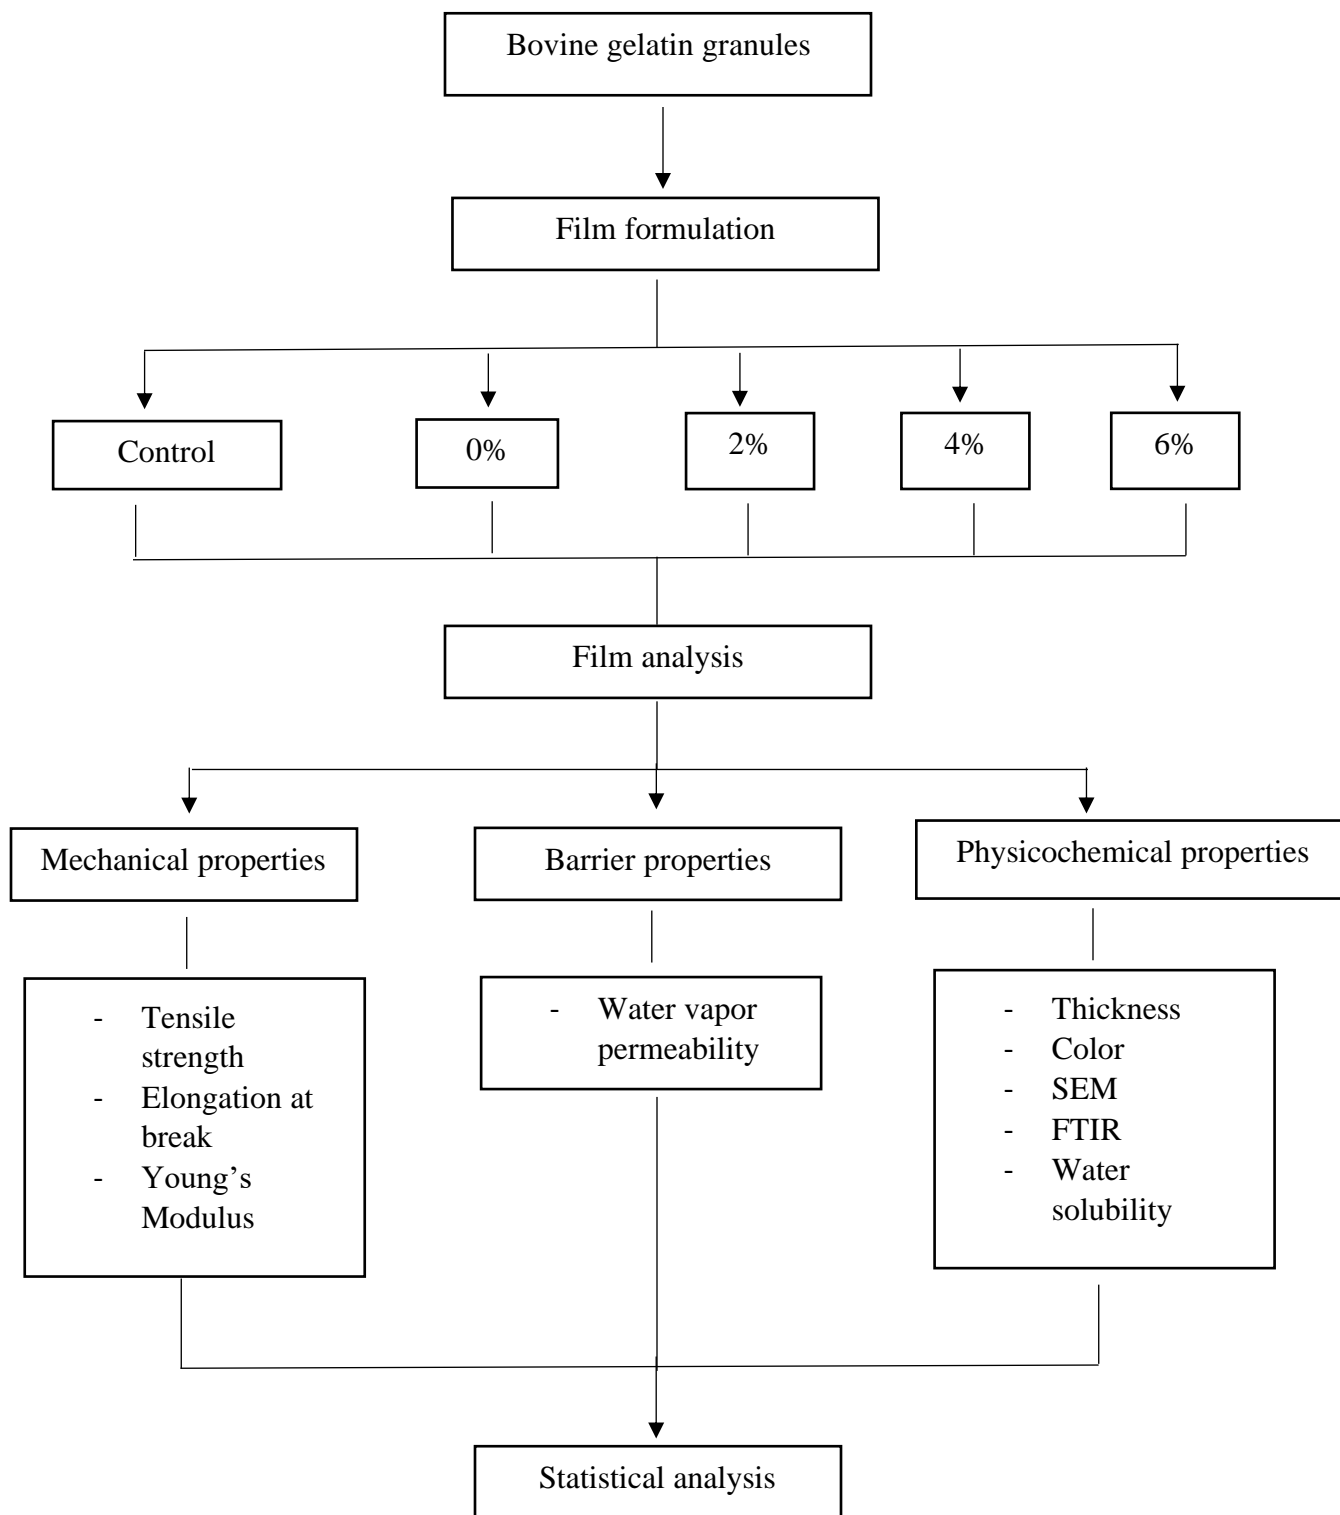 Bovine gelatin granules
Film formulation
Control
0%
2%
4%
6%
Film analysis
Mechanical properties
Barrier properties
Physicochemical properties
- Tensile
strength
- Elongation at
break
- Young’s
Modulus
- Water vapor
permeability
- Thickness
- Color
- SEM
- FTIR
- Water
solubility
Statistical analysis